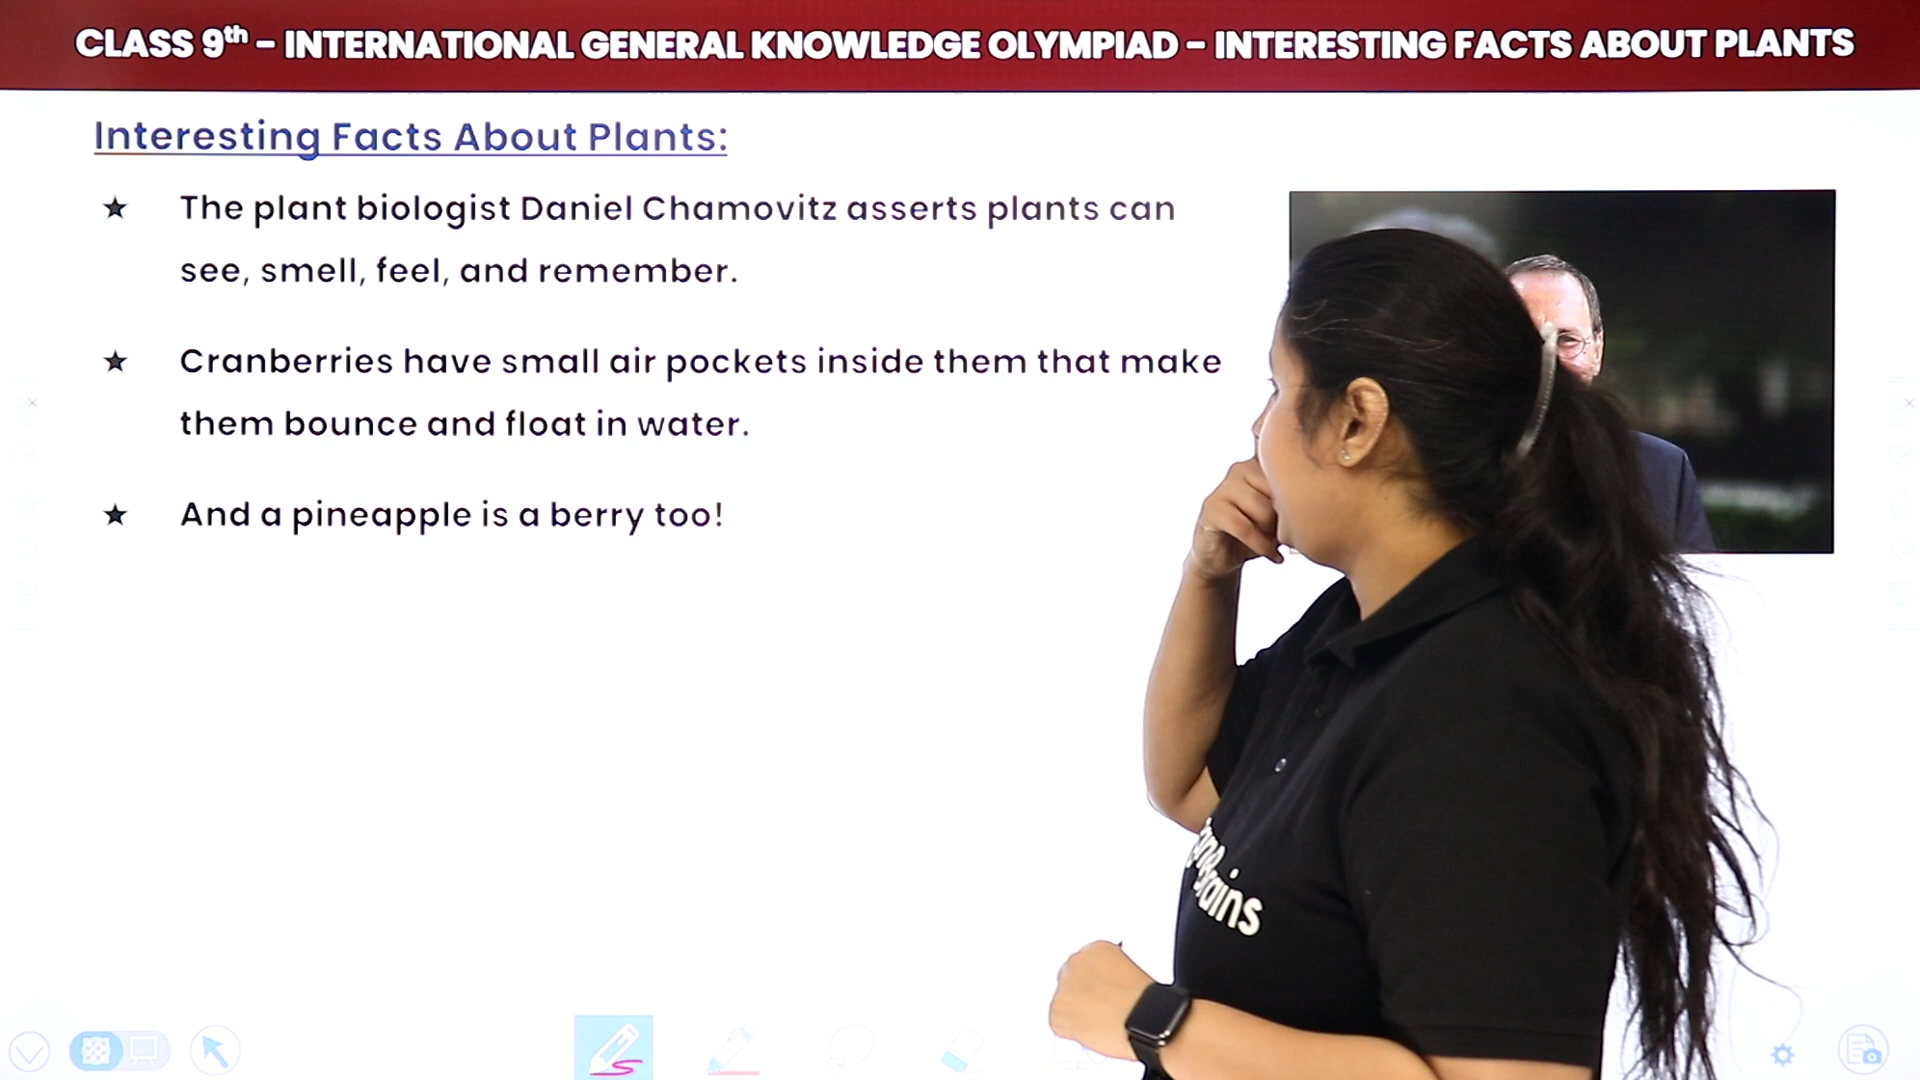 CLASS 9th - INTERNATIONAL GENERAL KNOWLEDGE OLYMPIAD - INTERESTING FACTS ABOUT PLANTS
Interesting Facts About Plants:
★ The plant biologist Daniel Chamovitz asserts plants can
see, smell, feel, and remember.
★ Cranberries have small air pockets inside them that make
them bounce and float in water.
★ And a pineapple is a berry too!